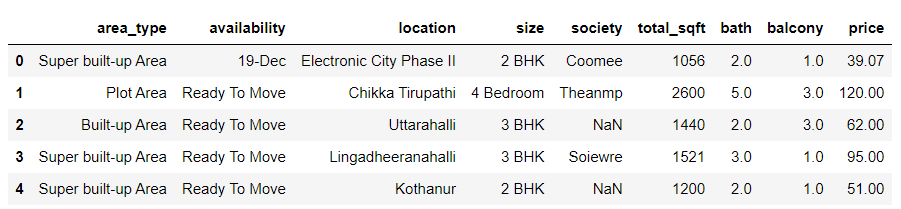 area_type availability location size society total_sqft bath balcony price
0 Super built-up Area 19-Dec Electronic City Phase II 2 BHK Coomee 1056 2.0 1.0 39.07
1 Plot Area Ready To Move Chikka Tirupathi 4 Bedroom Theanmp 2600 5.0 3.0 120.00
2 Built-up Area Ready To Move Uttarahalli 3 BHK NaN 1440 2.0 3.0 62.00
3 Super built-up Area Ready To Move Lingadheeranahalli 3 BHK Soiewre 1521 3.0 1.0 95.00
4 Super built-up Area Ready To Move Kothanur 2 BHK NaN 1200 2.0 1.0 51.00